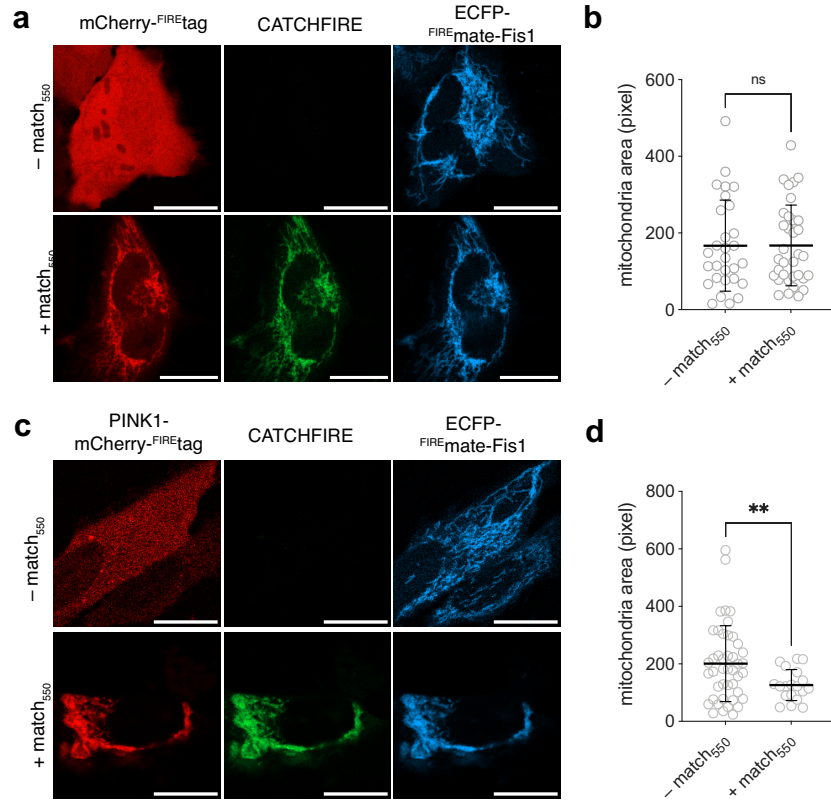 a
mCherry-FIREtag
CATCHFIRE
ECFP-
FIREmate-Fis1
– match550
+ match550
b
mitochondria area (pixel)
600
400
200
0
ns
– match550
+ match550
c
PINK1-
mCherry-FIREtag
CATCHFIRE
ECFP-
FIREmate-Fis1
– match550
+ match550
d
mitochondria area (pixel)
800
600
400
200
0
**
– match550
+ match550